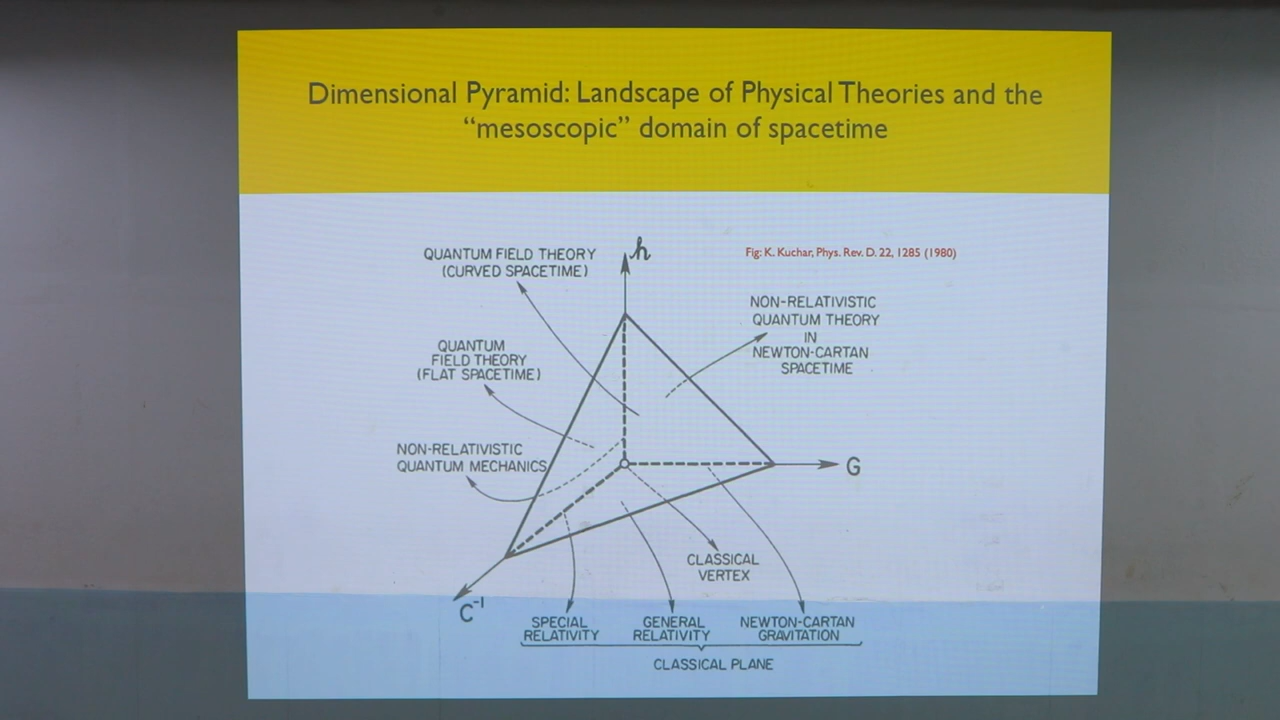 Dimensional Pyramid: Landscape of Physical Theories and the
“mesoscopic” domain of spacetime
Fig: K. Kuchar, Phys. Rev. D. 22, 1285 (1980)
ℏ
QUANTUM FIELD THEORY
(CURVED SPACETIME)
NON-RELATIVISTIC
QUANTUM THEORY
IN
NEWTON-CARTAN
SPACETIME
QUANTUM
FIELD THEORY
(FLAT SPACETIME)
NON-RELATIVISTIC
QUANTUM MECHANICS
G
CLASSICAL
VERTEX
C⁻¹
SPECIAL
RELATIVITY
GENERAL
RELATIVITY
NEWTON-CARTAN
GRAVITATION
CLASSICAL PLANE